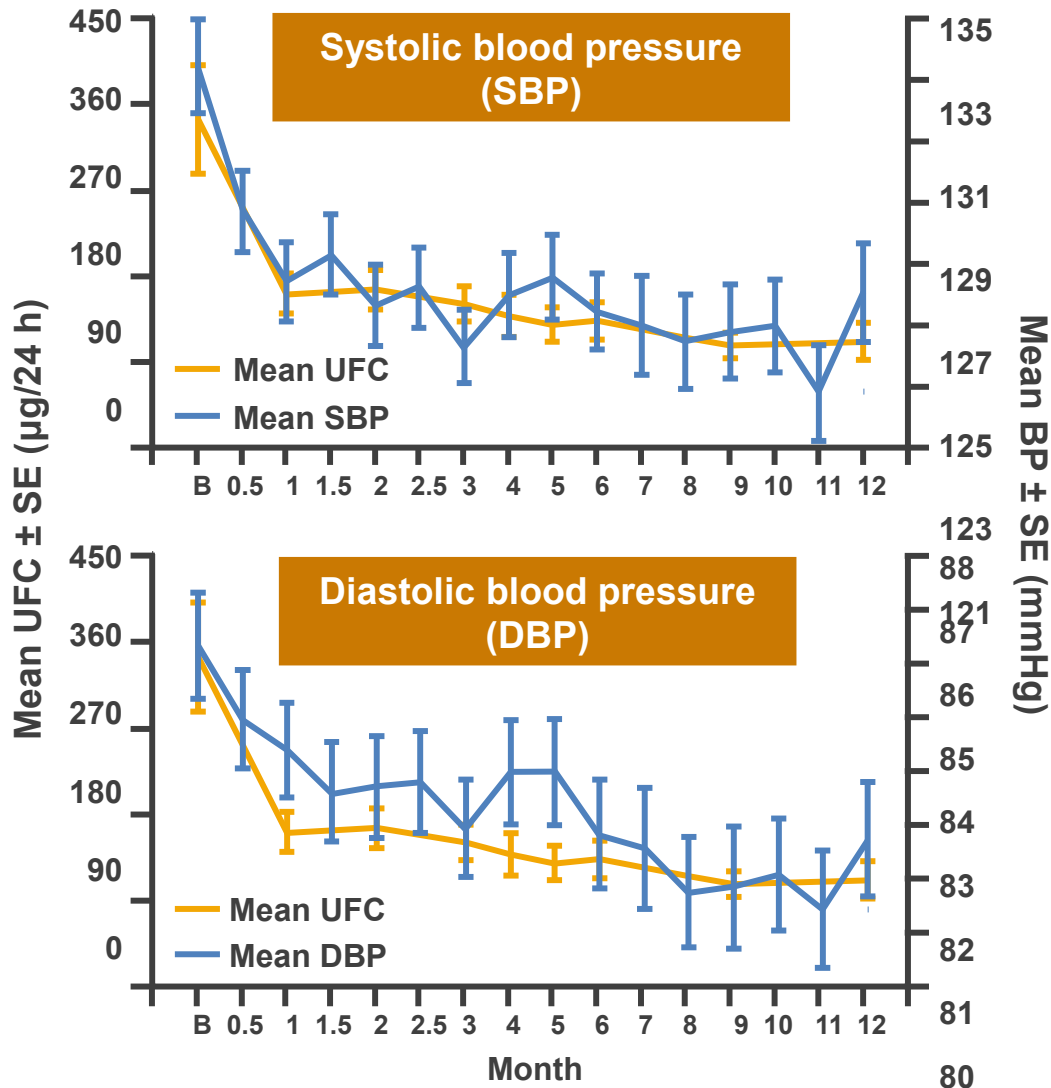 Mean UFC ± SE (µg/24 h)
Systolic blood pressure
(SBP)
450
360
270
180
90
0
Mean UFC
Mean SBP
135
133
131
129
127
125
123
121
B 0.5 1 1.5 2 2.5 3 4 5 6 7 8 9 10 11 12
Mean BP ± SE (mmHg)
Diastolic blood pressure
(DBP)
450
360
270
180
90
0
Mean UFC
Mean DBP
88
87
86
85
84
83
82
81
80
B 0.5 1 1.5 2 2.5 3 4 5 6 7 8 9 10 11 12
Month